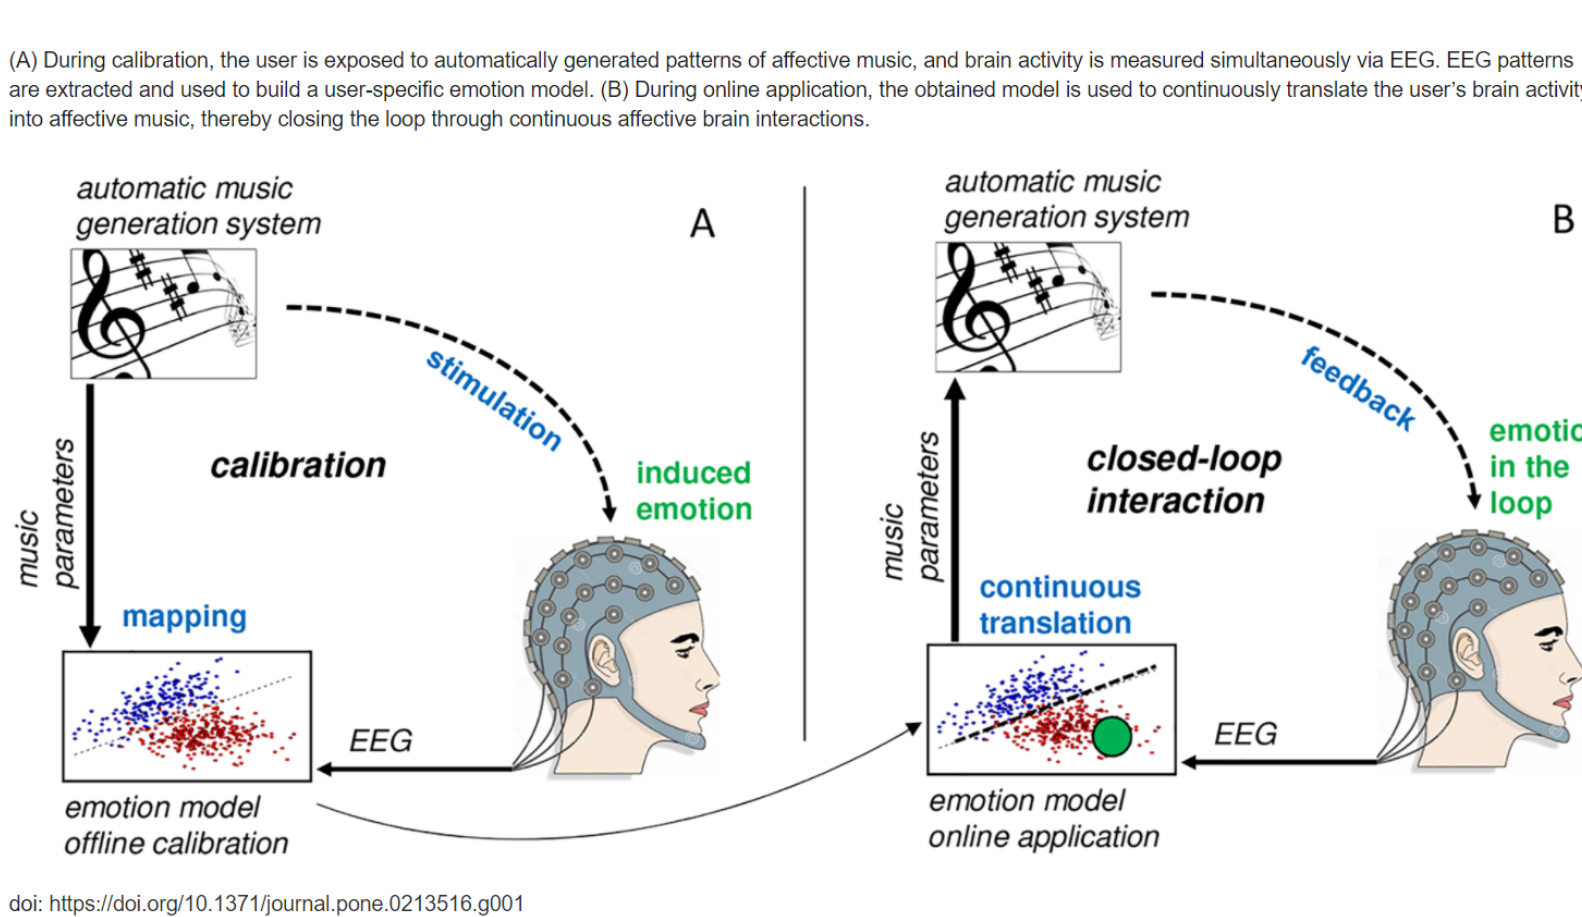 (A) During calibration, the user is exposed to automatically generated patterns of affective music, and brain activity is measured simultaneously via EEG. EEG patterns
are extracted and used to build a user-specific emotion model. (B) During online application, the obtained model is used to continuously translate the user's brain activity
into affective music, thereby closing the loop through continuous affective brain interactions.
automatic music
generation system
A
stimulation
music
parameters
calibration
induced
emotion
mapping
EEG
emotion model
offline calibration
automatic music
generation system
B
feedback
music
parameters
closed-loop
interaction
emotio
in the
loop
continuous
translation
EEG
emotion model
online application
doi: https://doi.org/10.1371/journal.pone.0213516.g001